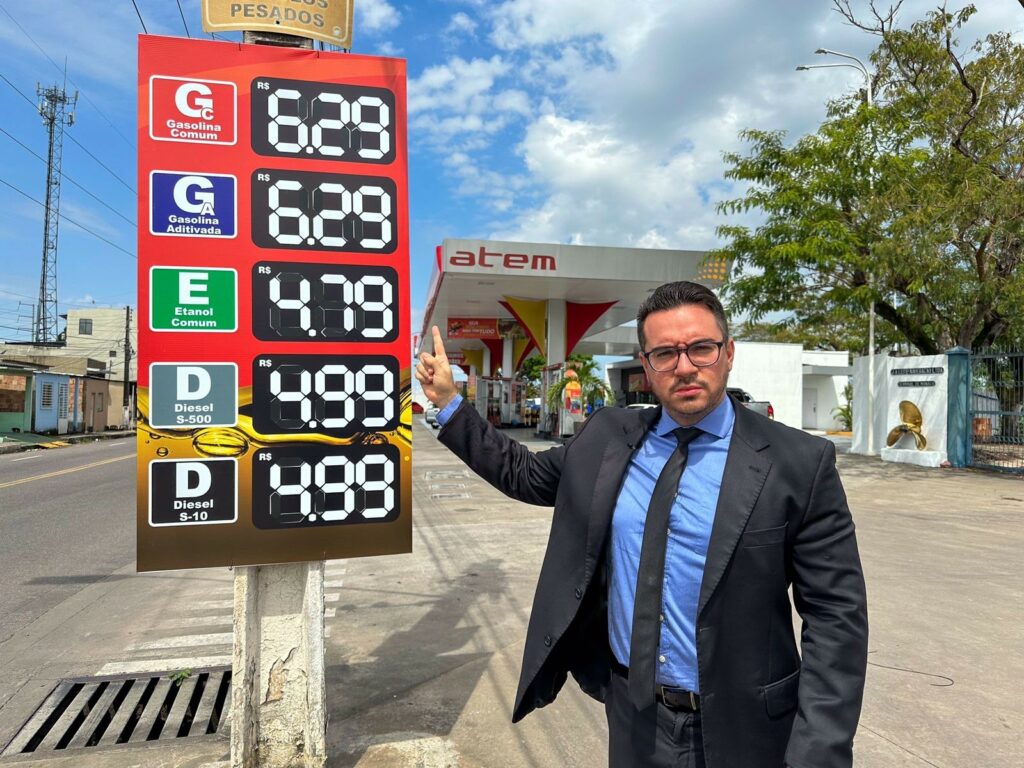 PESADOS
Gc
Gasolina
Comum
R$
6.29
GA
Gasolina
Aditivada
R$
6.29
E
Etanol
Comum
R$
4.79
D
Diesel
S-500
R$
4.99
D
Diesel
S-10
R$
4.99
atem